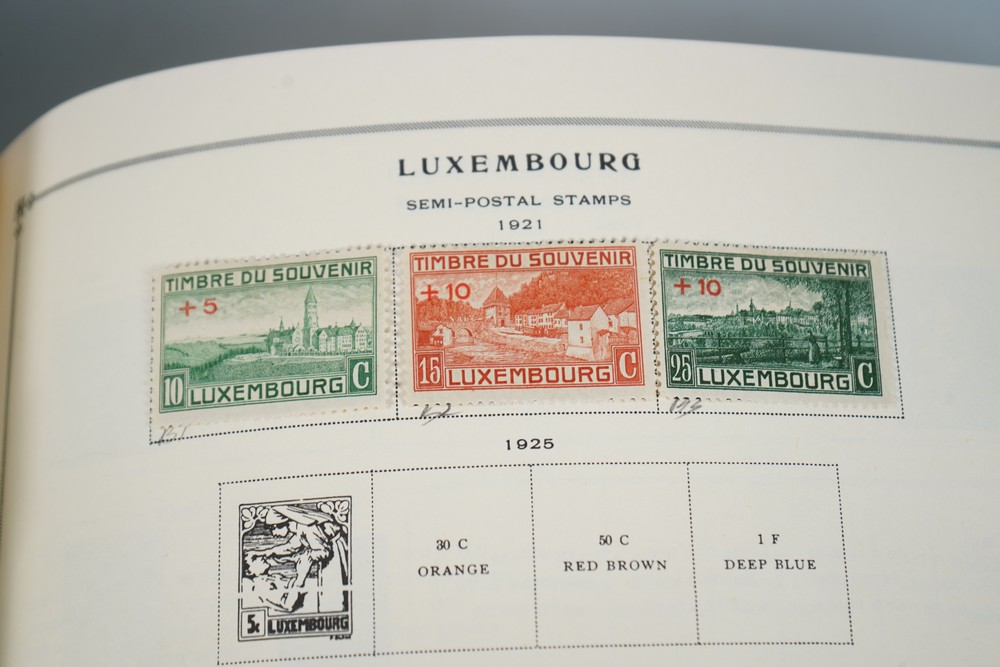 LUXEMBOURG
SEMI-POSTAL STAMPS
1921
TIMBRE DU SOUVENIR
+5
10 C
LUXEMBOURG
TIMBRE DU SOUVENIR
+10
15 C
LUXEMBOURG
TIMBRE DU SOUVENIR
+10
25 C
LUXEMBOURG
1925
5c LUXEMBOURG
30 C
ORANGE
50 C
RED BROWN
1 F
DEEP BLUE